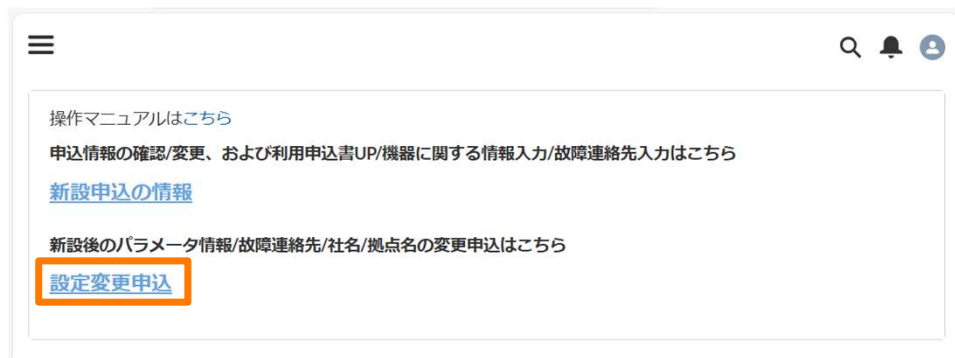 操作マニュアルはこちら
申込情報の確認/変更、および利用申込書UP/機器に関する情報入力/故障連絡先入力はこちら
新設申込の情報
新設後のパラメータ情報/故障連絡先/社名/拠点名の変更申込はこちら
設定変更申込